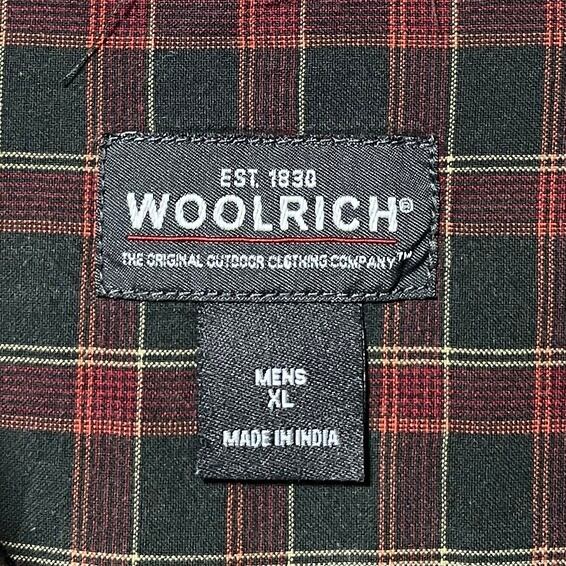 EST. 1830
WOOLRICH®
THE ORIGINAL OUTDOOR CLOTHING COMPANY™
MENS
XL
MADE IN INDIA